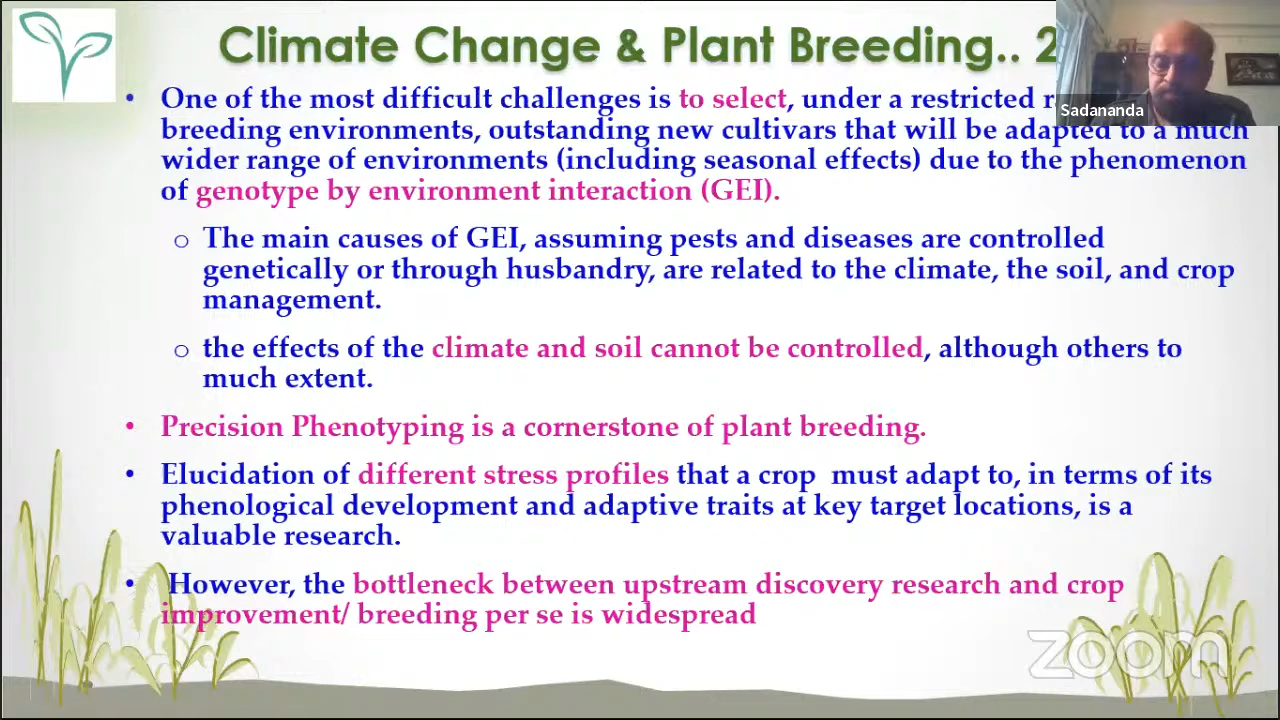 Climate Change & Plant Breeding.. 2
Sadananda
• One of the most difficult challenges is to select, under a restricted
breeding environments, outstanding new cultivars that will be adapted to a much
wider range of environments (including seasonal effects) due to the phenomenon
of genotype by environment interaction (GEI).
o The main causes of GEI, assuming pests and diseases are controlled
genetically or through husbandry, are related to the climate, the soil, and crop
management.
o the effects of the climate and soil cannot be controlled, although others to
much extent.
• Precision Phenotyping is a cornerstone of plant breeding.
• Elucidation of different stress profiles that a crop must adapt to, in terms of its
phenological development and adaptive traits at key target locations, is a
valuable research.
• However, the bottleneck between upstream discovery research and crop
improvement/ breeding per se is widespread
zoom